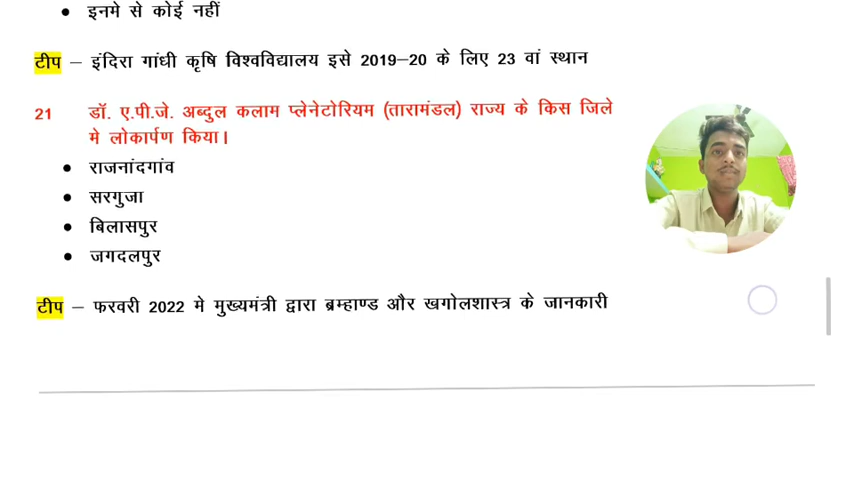 • इनमे से कोई नहीं
टीप – इंदिरा गांधी कृषि विश्वविद्यालय इसे 2019–20 के लिए 23 वां स्थान
21 डॉ. ए.पी.जे. अब्दुल कलाम प्लेनेटोरियम (तारामंडल) राज्य के किस जिले
मे लोकार्पण किया।
• राजनांदगांव
• सरगुजा
• बिलासपुर
• जगदलपुर
टीप – फरवरी 2022 मे मुख्यमंत्री द्वारा ब्रम्हाण्ड और खगोलशास्त्र के जानकारी